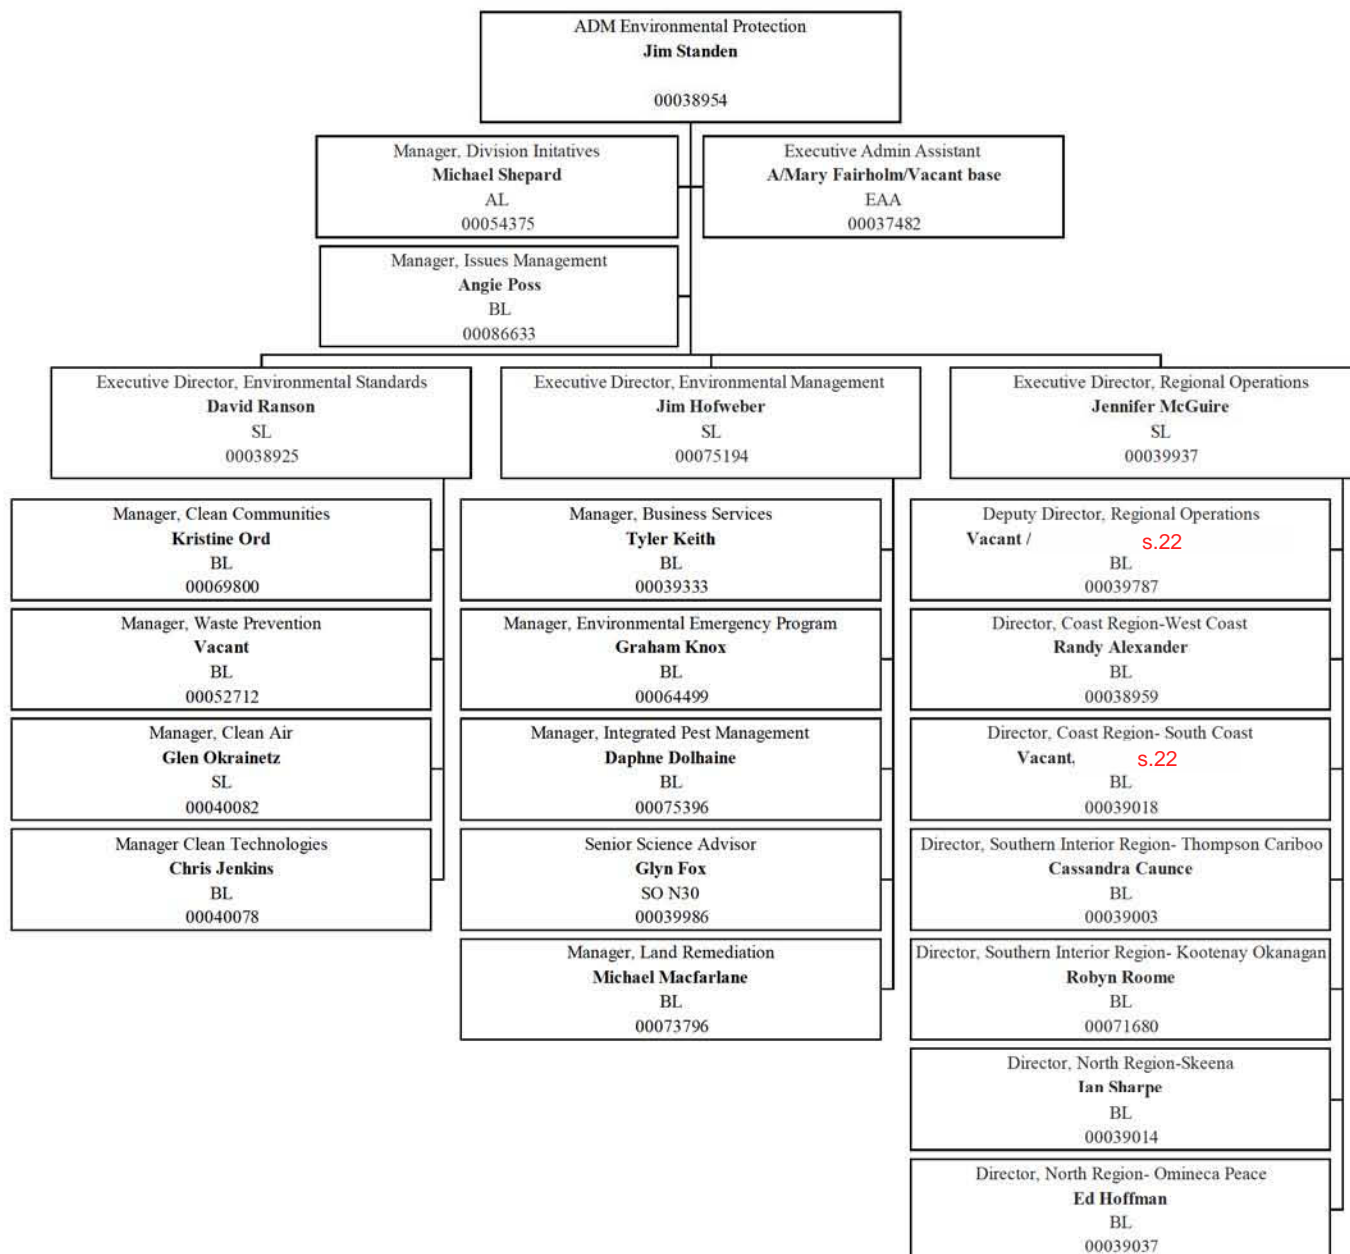 ADM Environmental Protection
Jim Standen
00038954
Manager, Division Initatives
Michael Shepard
AL
00054375
Executive Admin Assistant
A/Mary Fairholm/Vacant base
EAA
00037482
Manager, Issues Management
Angie Poss
BL
00086633
Executive Director, Environmental Standards
David Ranson
SL
00038925
Executive Director, Environmental Management
Jim Hofweber
SL
00075194
Executive Director, Regional Operations
Jennifer McGuire
SL
00039937
Manager, Clean Communities
Kristine Ord
BL
00069800
Manager, Waste Prevention
Vacant
BL
00052712
Manager, Clean Air
Glen Okrainetz
SL
00040082
Manager Clean Technologies
Chris Jenkins
BL
00040078
Manager, Business Services
Tyler Keith
BL
00039333
Manager, Environmental Emergency Program
Graham Knox
BL
00064499
Manager, Integrated Pest Management
Daphne Dolhaine
BL
00075396
Senior Science Advisor
Glyn Fox
SO N30
00039986
Manager, Land Remediation
Michael Macfarlane
BL
00073796
Deputy Director, Regional Operations
Vacant / s.22
BL
00039787
Director, Coast Region-West Coast
Randy Alexander
BL
00038959
Director, Coast Region- South Coast
Vacant, s.22
BL
00039018
Director, Southern Interior Region- Thompson Cariboo
Cassandra Caunce
BL
00039003
Director, Southern Interior Region- Kootenay Okanagan
Robyn Roome
BL
00071680
Director, North Region-Skeena
Ian Sharpe
BL
00039014
Director, North Region- Omineca Peace
Ed Hoffman
BL
00039037